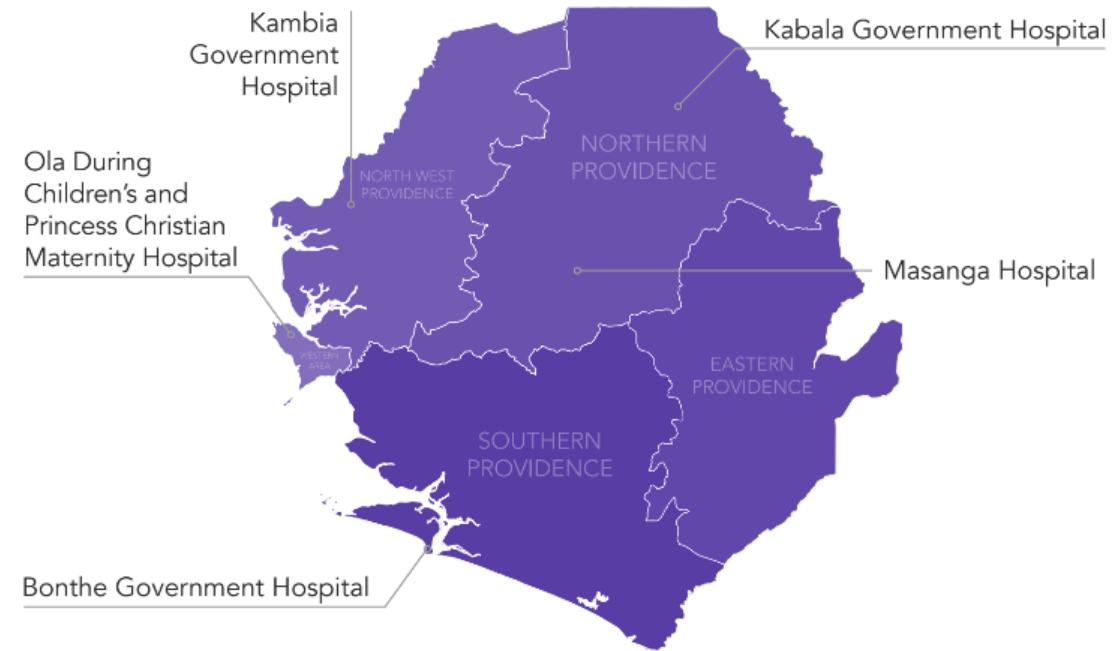 Kambia
Government
Hospital
Kabala Government Hospital
Ola During
Children's and
Princess Christian
Maternity Hospital
NORTH WEST
PROVIDENCE
NORTHERN
PROVIDENCE
Masanga Hospital
WESTERN
AREA
EASTERN
PROVIDENCE
SOUTHERN
PROVIDENCE
Bonthe Government Hospital